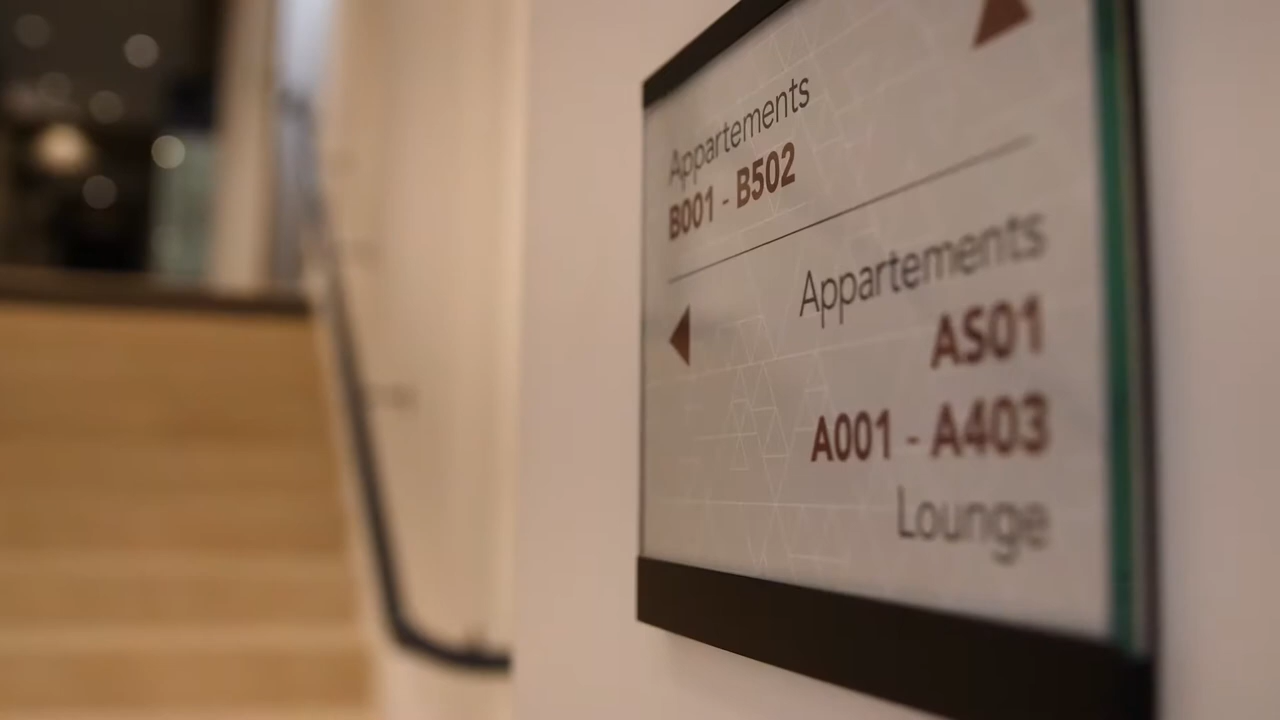 Appartements
B001 - B502
Appartements
AS01
A001 - A403
Lounge